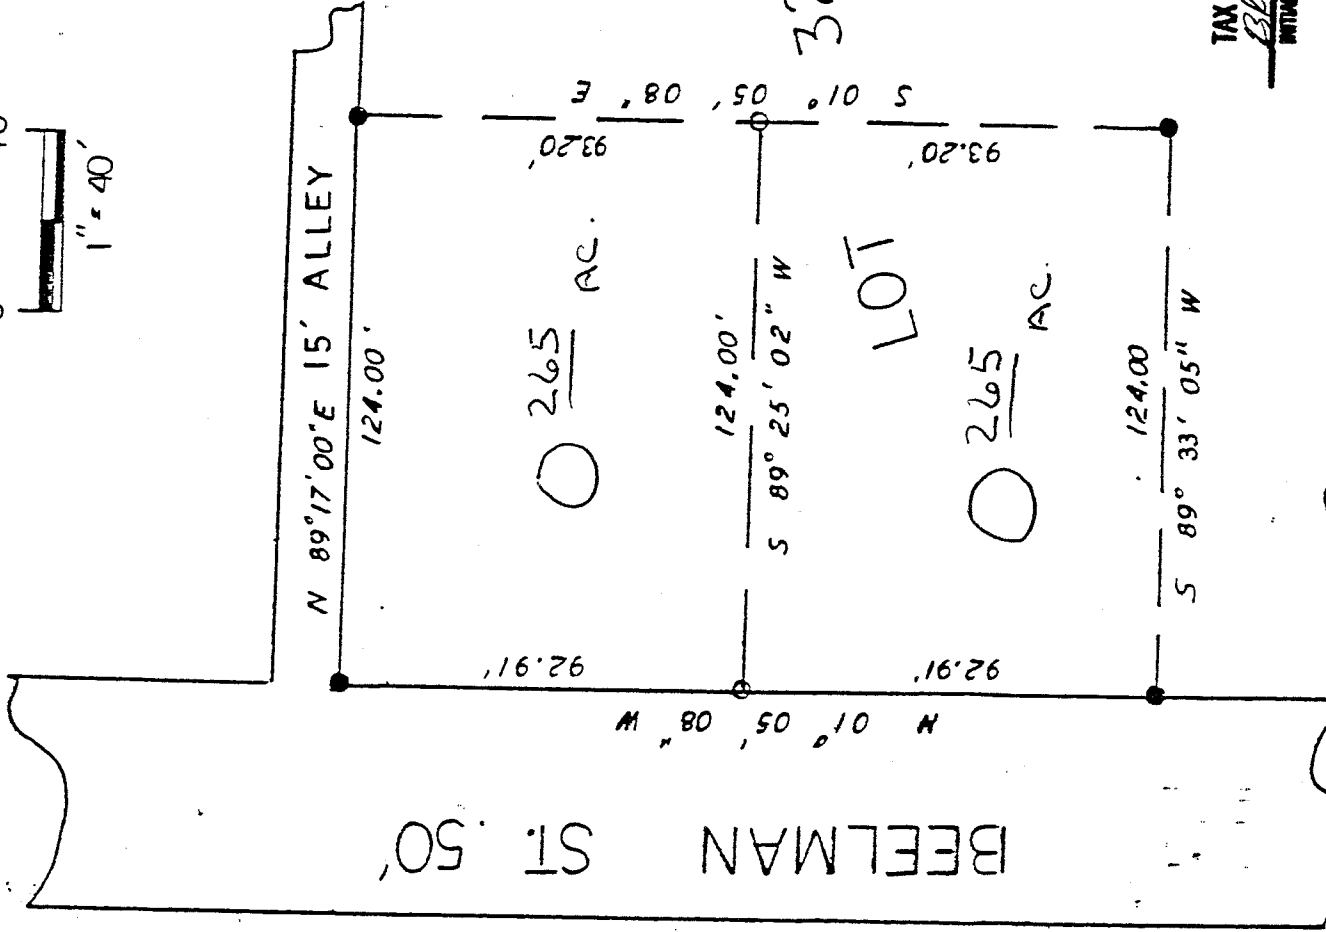 1" = 40'
N 89°17'00"E 15' ALLEY
124.00'
S 01° 05' 08" E
93.20'
93.20'
265 AC.
124.00'
S 89° 25' 02" W
LOT
265 AC.
124.00
S 89° 33' 05" W
92.91'
92.91'
N 01° 05' 08" W
BEELMAN ST. 50'
TAX